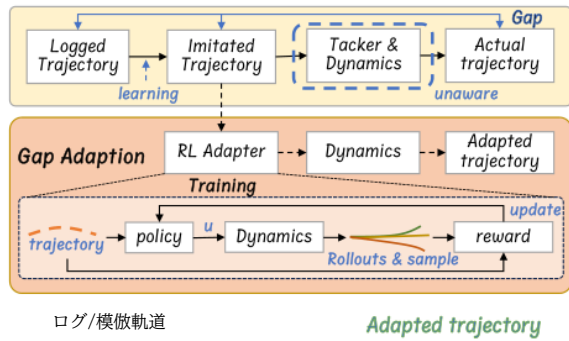 Gap
Logged
Trajectory
Imitated
Trajectory
Tacker &
Dynamics
Actual
trajectory
learning
unaware
Gap Adaption
RL Adapter
Dynamics
Adapted
trajectory
Training
update
trajectory
policy
u
Dynamics
Rollouts & sample
reward
ログ/模倣軌道
Adapted trajectory